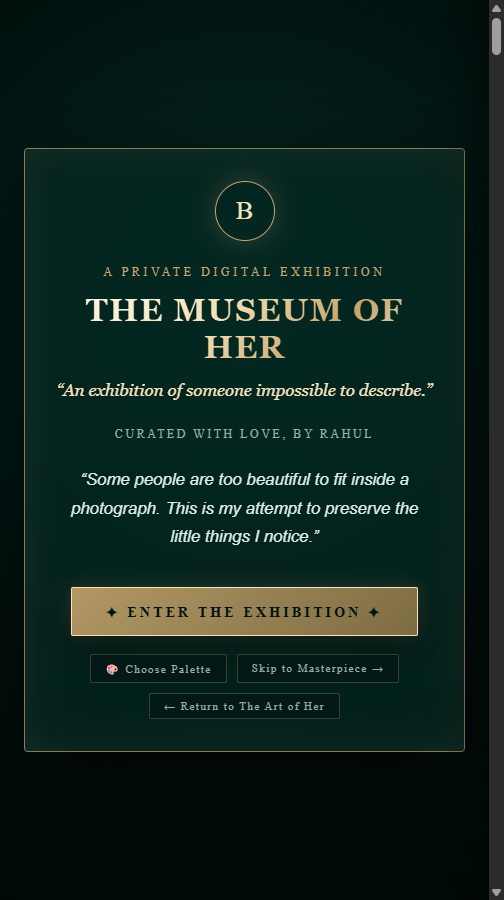 B
A PRIVATE DIGITAL EXHIBITION
THE MUSEUM OF
HER
“An exhibition of someone impossible to describe.”
CURATED WITH LOVE, BY RAHUL
“Some people are too beautiful to fit inside a
photograph. This is my attempt to preserve the
little things I notice.”
✦ ENTER THE EXHIBITION ✦
🎨 Choose Palette
Skip to Masterpiece →
← Return to The Art of Her